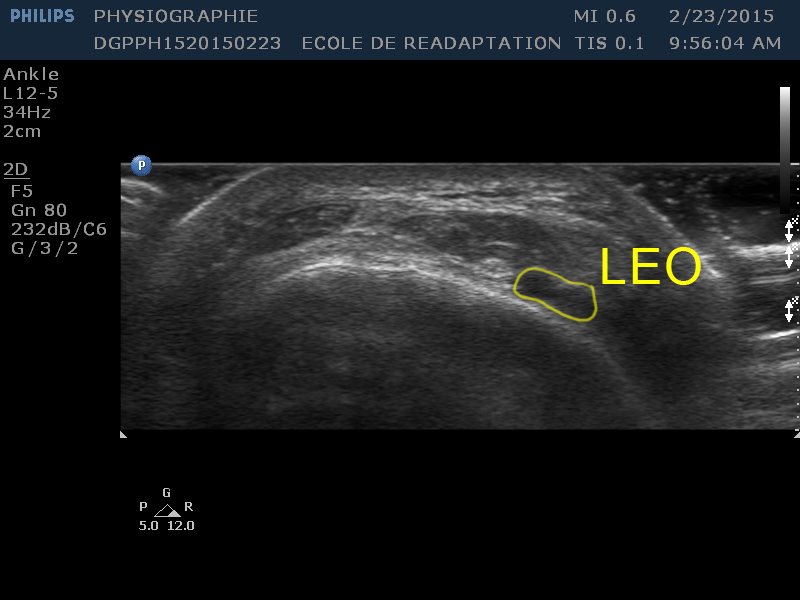 PHILIPS PHYSIOGRAPHIE MI 0.6 2/23/2015
DGPPH1520150223 ECOLE DE READAPTATION TIS 0.1 9:56:04 AM
Ankle
L12-5
34Hz
2cm
2D
F5
Gn 80
232dB/C6
G/3/2
P
LEO
G
P R
5.0 12.0